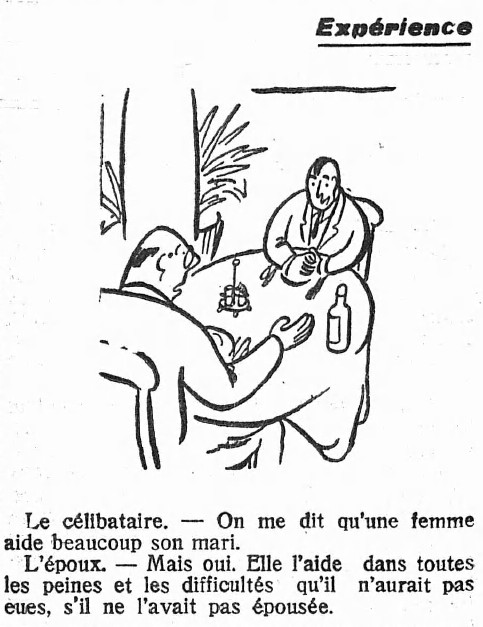 Expérience
Le célibataire. — On me dit qu'une femme
aide beaucoup son mari.
L'époux. — Mais oui. Elle l'aide dans toutes
les peines et les difficultés qu'il n'aurait pas
eues, s'il ne l'avait pas épousée.